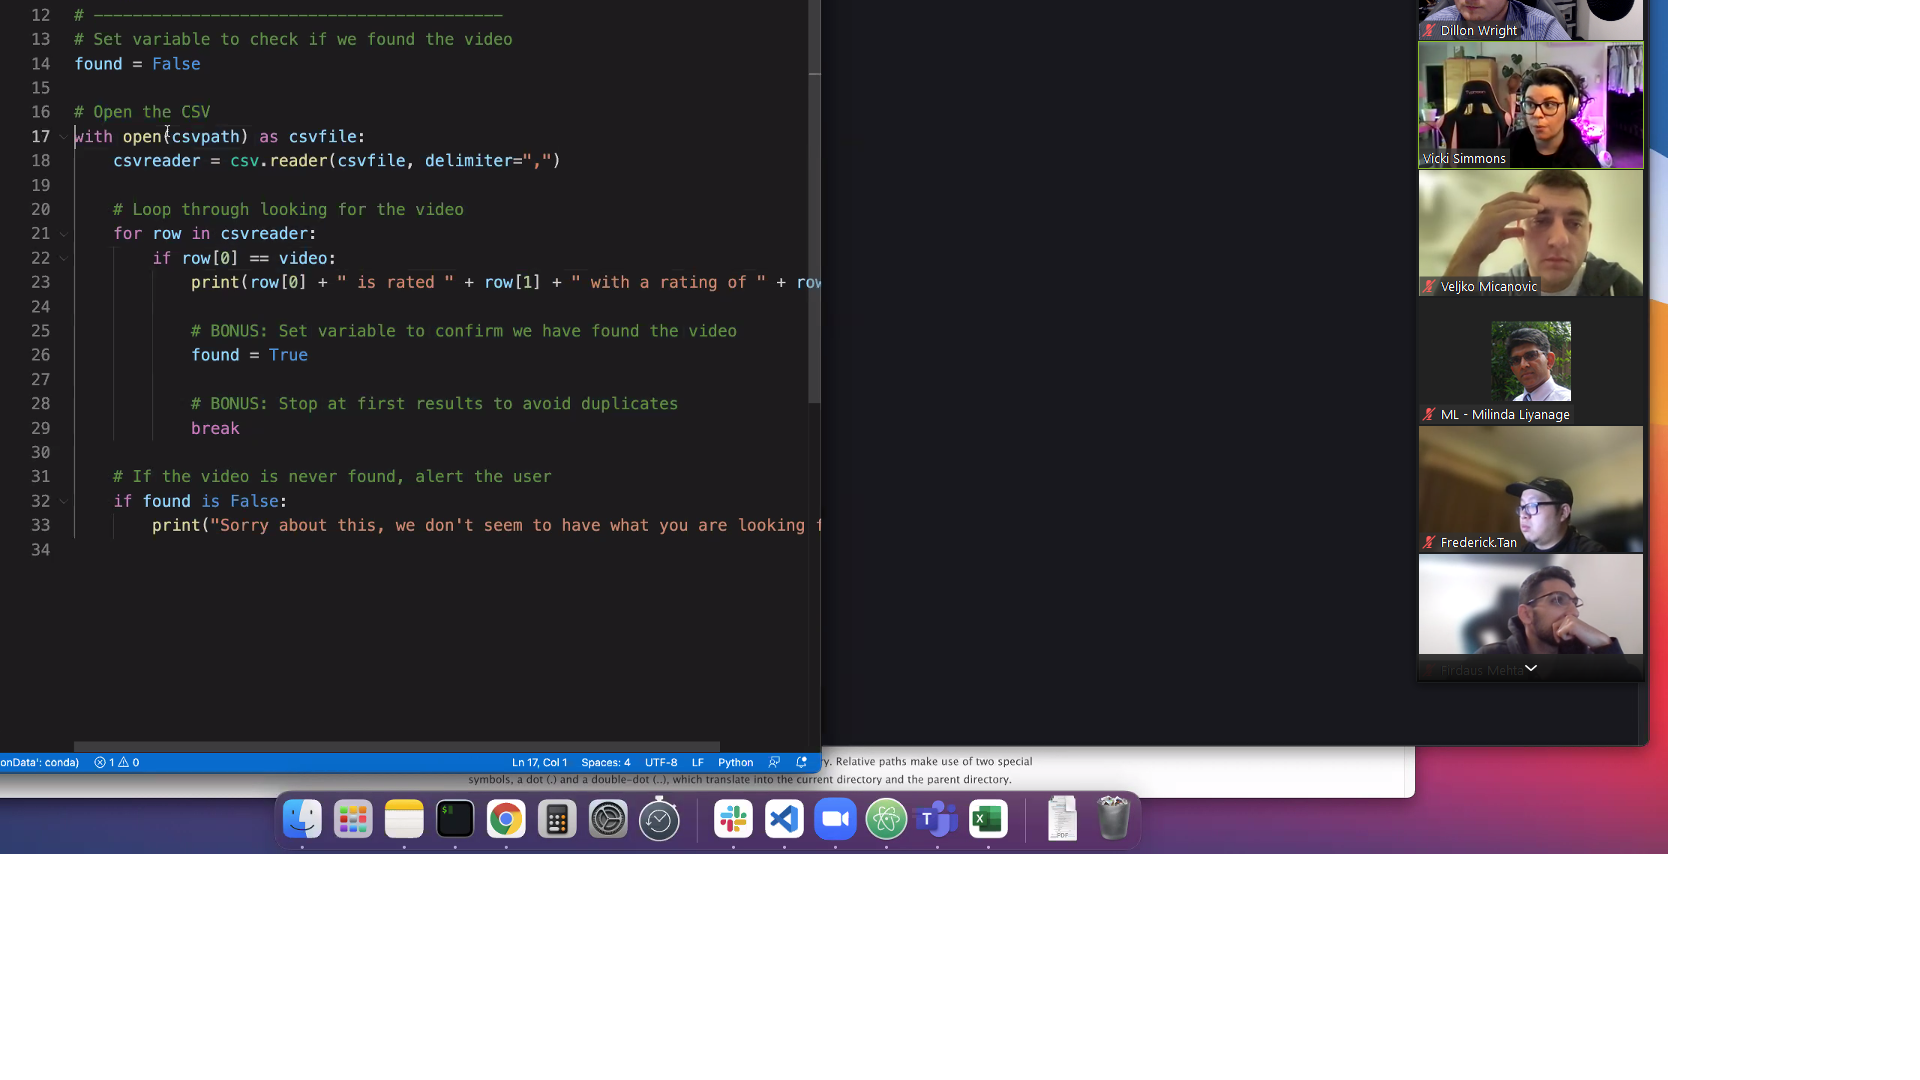 12 # ------------------------------------------
13 # Set variable to check if we found the video
14 found = False
15
16 # Open the CSV
17 with open(csvpath) as csvfile:
18 csvreader = csv.reader(csvfile, delimiter=",")
19
20 # Loop through looking for the video
21 for row in csvreader:
22 if row[0] == video:
23 print(row[0] + " is rated " + row[1] + " with a rating of " + row
24
25 # BONUS: Set variable to confirm we have found the video
26 found = True
27
28 # BONUS: Stop at first results to avoid duplicates
29 break
30
31 # If the video is never found, alert the user
32 if found is False:
33 print("Sorry about this, we don't seem to have what you are looking f
34
onData': conda) 1 0 Ln 17, Col 1 Spaces: 4 UTF-8 LF Python
ry. Relative paths make use of two special
symbols, a dot (.) and a double-dot (..), which translate into the current directory and the parent directory.
Dillon Wright
Vicki Simmons
Veljko Micanovic
ML - Milinda Liyanage
Frederick.Tan
Firdaus Mehta
$
T
X
PDF